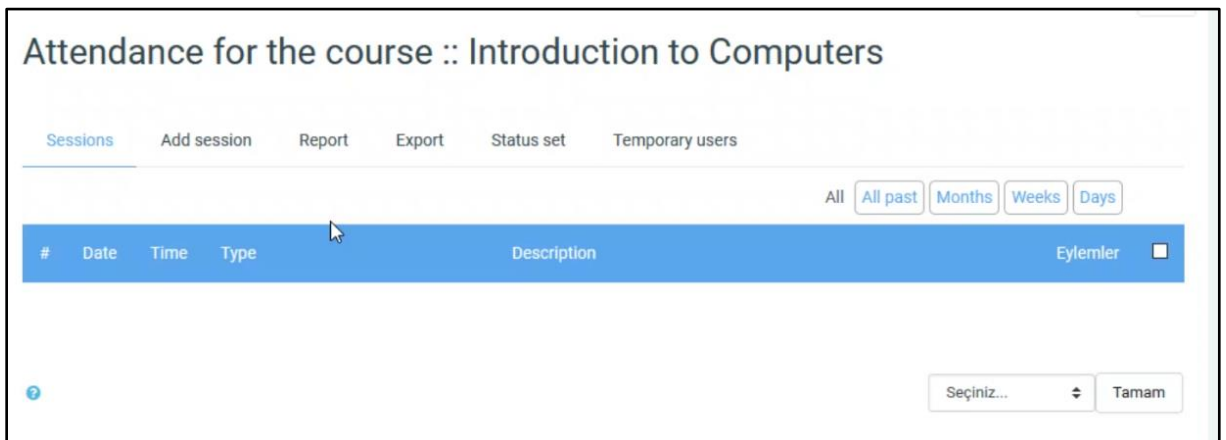 Attendance for the course :: Introduction to Computers
Sessions Add session Report Export Status set Temporary users
All All past Months Weeks Days
# Date Time Type Description Eylemler
Seçiniz... Tamam